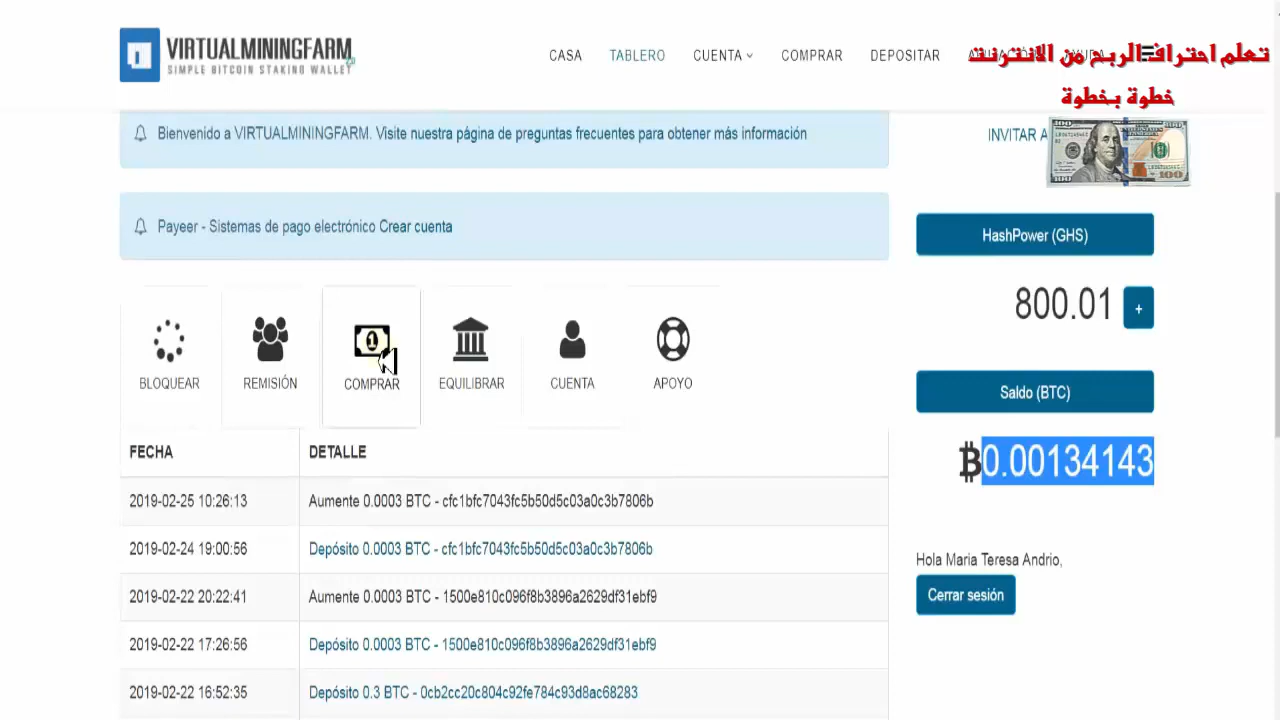 VIRTUALMININGFARM
SIMPLE BITCOIN STAKING WALLET
CASA TABLERO CUENTA COMPRAR DEPOSITAR
تعلم احتراف الربح من الانترنت
خطوة بخطوة
Bienvenido a VIRTUALMININGFARM. Visite nuestra página de preguntas frecuentes para obtener más información
INVITAR A
Payeer - Sistemas de pago electrónico Crear cuenta
HashPower (GHS)
800.01 +
Saldo (BTC)
₿0.00134143
BLOQUEAR REMISIÓN COMPRAR EQUILIBRAR CUENTA APOYO
FECHA DETALLE
2019-02-25 10:26:13 Aumente 0.0003 BTC - cfc1bfc7043fc5b50d5c03a0c3b7806b
2019-02-24 19:00:56 Depósito 0.0003 BTC - cfc1bfc7043fc5b50d5c03a0c3b7806b
2019-02-22 20:22:41 Aumente 0.0003 BTC - 1500e810c096f8b3896a2629df31ebf9
2019-02-22 17:26:56 Depósito 0.0003 BTC - 1500e810c096f8b3896a2629df31ebf9
2019-02-22 16:52:35 Depósito 0.3 BTC - 0cb2cc20c804c92fe784c93d8ac68283
Hola Maria Teresa Andrio,
Cerrar sesión